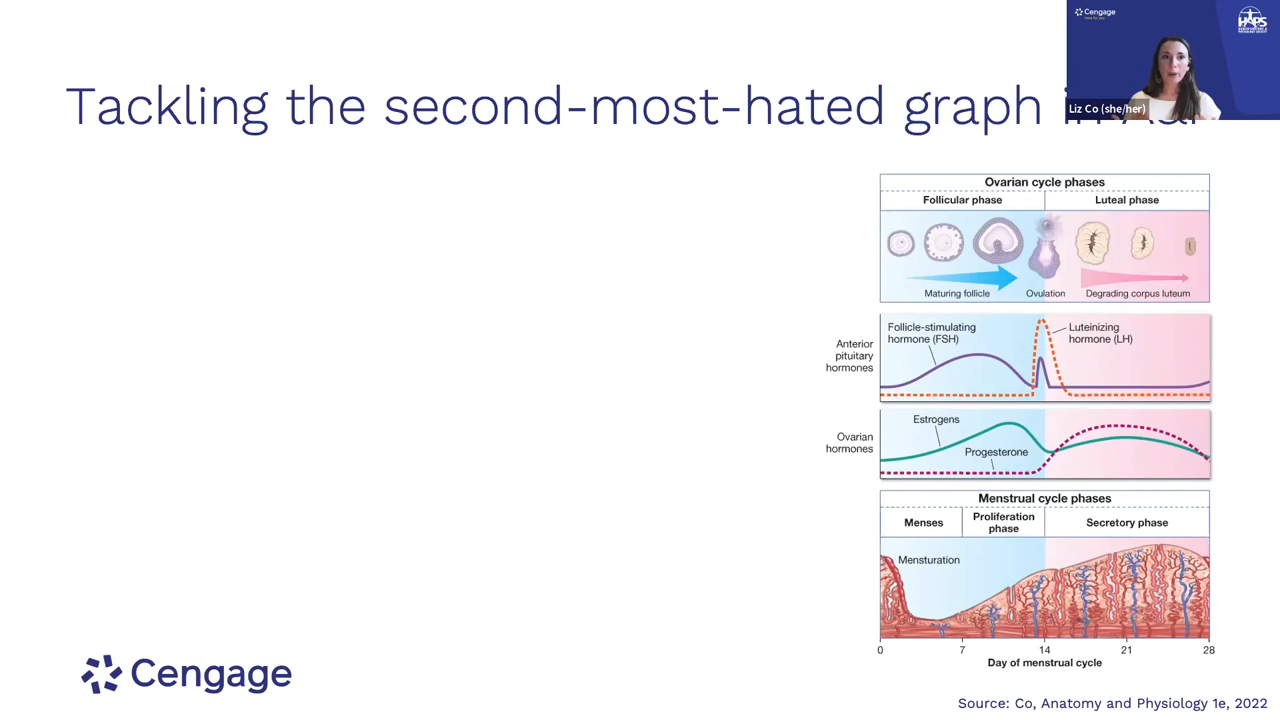 Cengage
HAPS
Liz Co (she/her)
Tackling the second-most-hated graph in A&P
Ovarian cycle phases
Follicular phase
Luteal phase
Maturing follicle
Ovulation
Degrading corpus luteum
Anterior
pituitary
hormones
Follicle-stimulating
hormone (FSH)
Luteinizing
hormone (LH)
Ovarian
hormones
Estrogens
Progesterone
Menstrual cycle phases
Menses
Proliferation
phase
Secretory phase
Mensturation
0 7 14 21 28
Day of menstrual cycle
Cengage
Source: Co, Anatomy and Physiology 1e, 2022